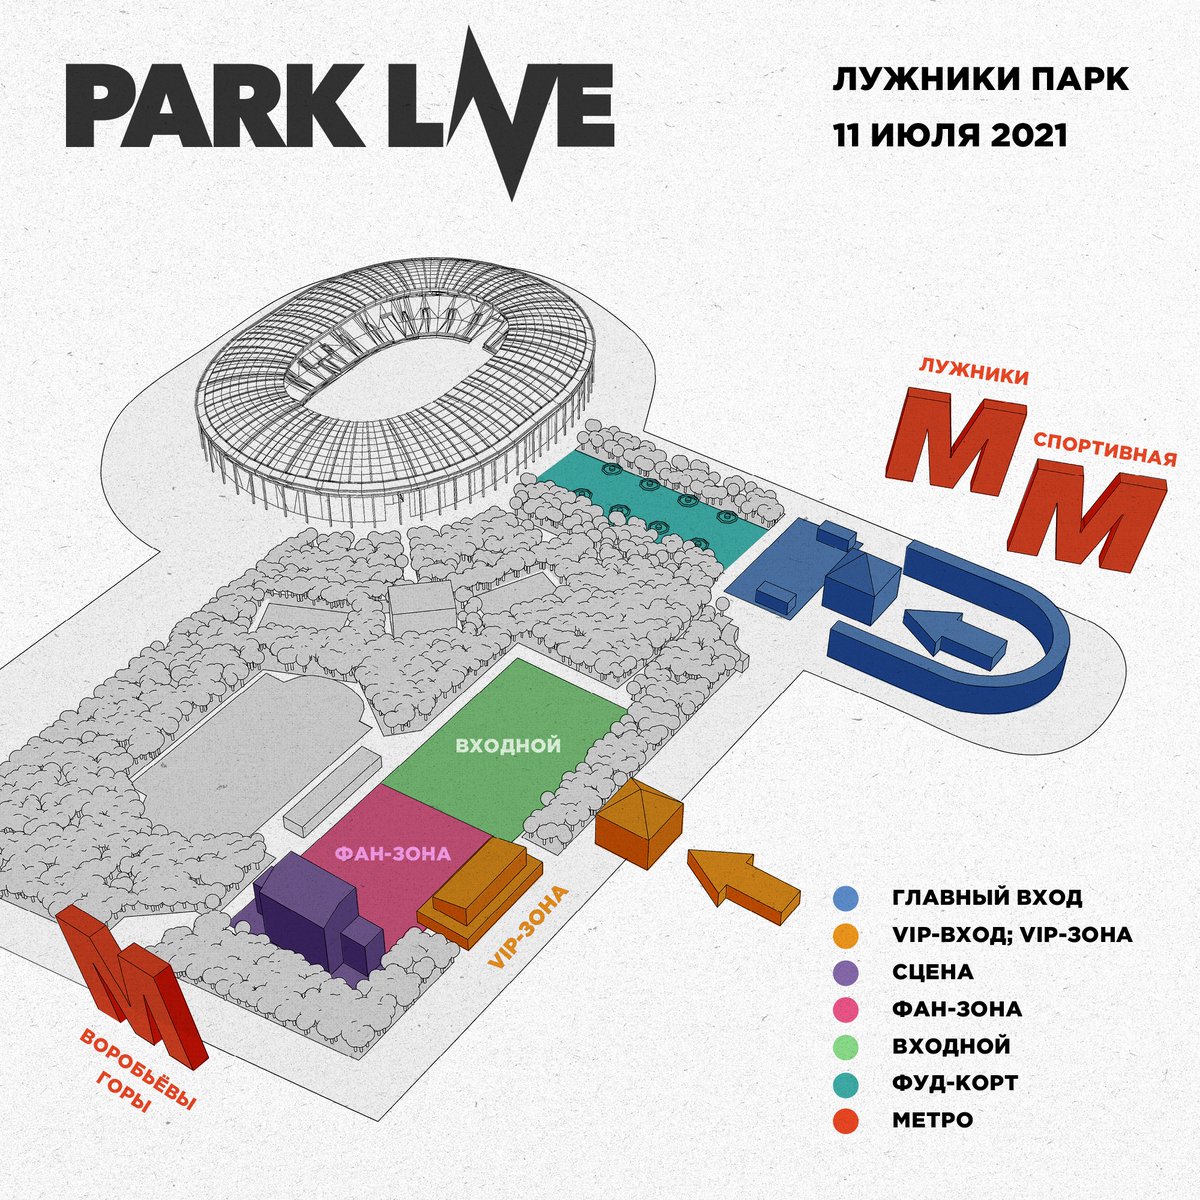 PARK LIVE
ЛУЖНИКИ ПАРК
11 ИЮЛЯ 2021
ЛУЖНИКИ
М
СПОРТИВНАЯ
М
ВХОДНОЙ
ФАН-ЗОНА
VIP-ЗОНА
М
ВОРОБЬЁВЫ
ГОРЫ
ГЛАВНЫЙ ВХОД
VIP-ВХОД; VIP-ЗОНА
СЦЕНА
ФАН-ЗОНА
ВХОДНОЙ
ФУД-КОРТ
МЕТРО